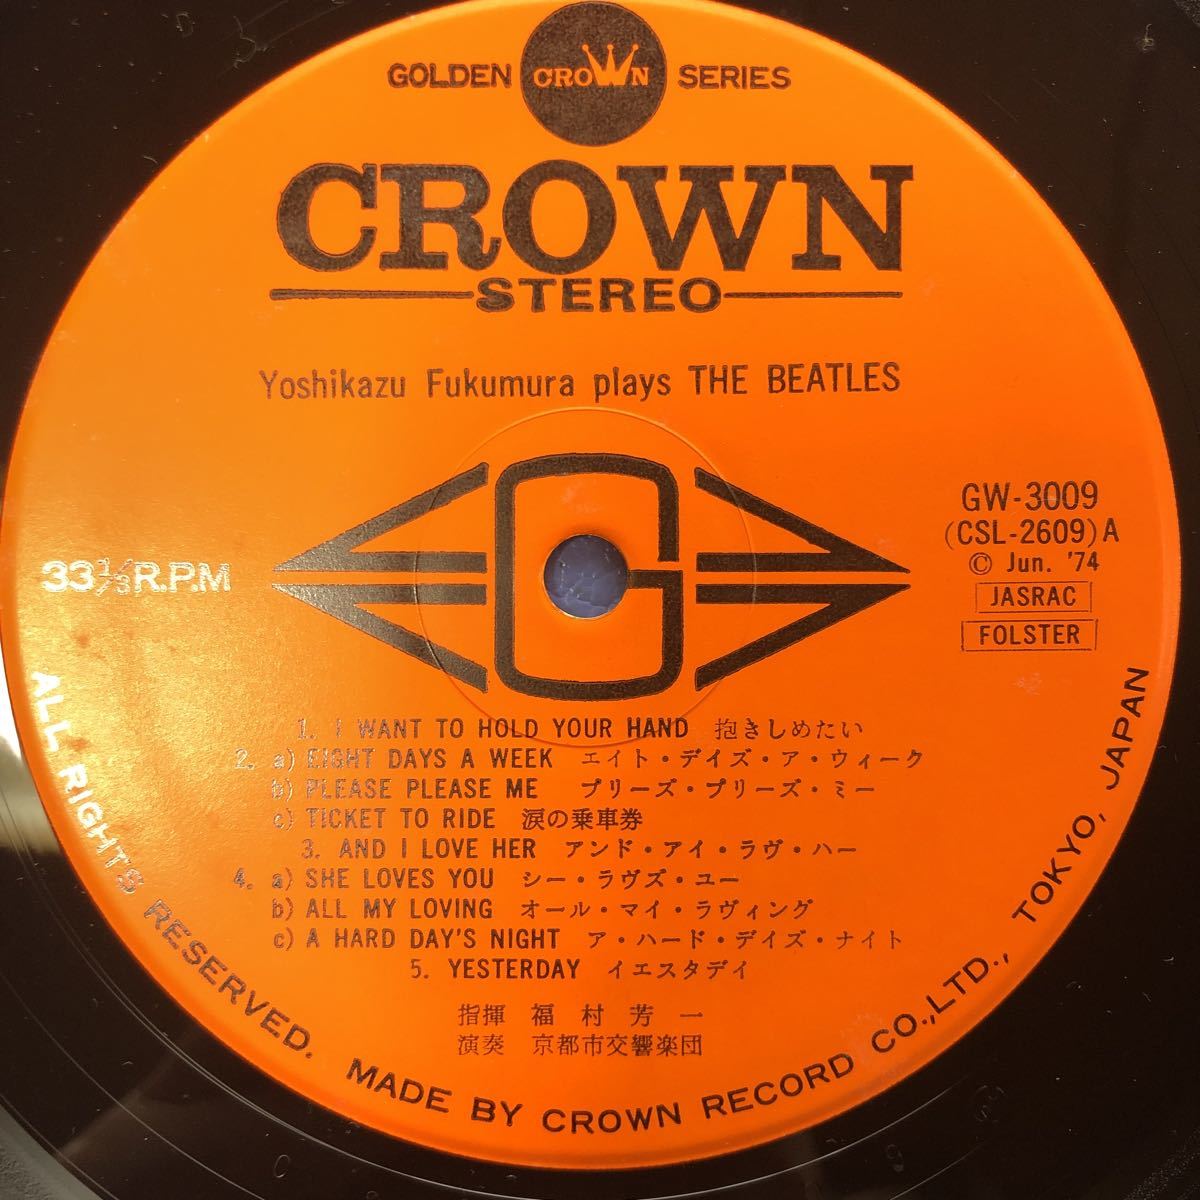 GOLDEN CROWN SERIES
CROWN
STEREO
Yoshikazu Fukumura plays THE BEATLES
G
GW-3009
(CSL-2609) A
© Jun. '74
JASRAC
FOLSTER
33⅓ R.P.M
1. I WANT TO HOLD YOUR HAND 抱きしめたい
2. a) EIGHT DAYS A WEEK エイト・デイズ・ア・ウィーク
b) PLEASE PLEASE ME プリーズ・プリーズ・ミー
c) TICKET TO RIDE 涙の乗車券
3. AND I LOVE HER アンド・アイ・ラヴ・ハー
4. a) SHE LOVES YOU シー・ラヴズ・ユー
b) ALL MY LOVING オール・マイ・ラヴィング
c) A HARD DAY'S NIGHT ア・ハード・デイズ・ナイト
5. YESTERDAY イエスタデイ
指揮 福村芳一
演奏 京都市交響楽団
ALL RIGHTS RESERVED. MADE BY CROWN RECORD CO.,LTD., TOKYO, JAPAN